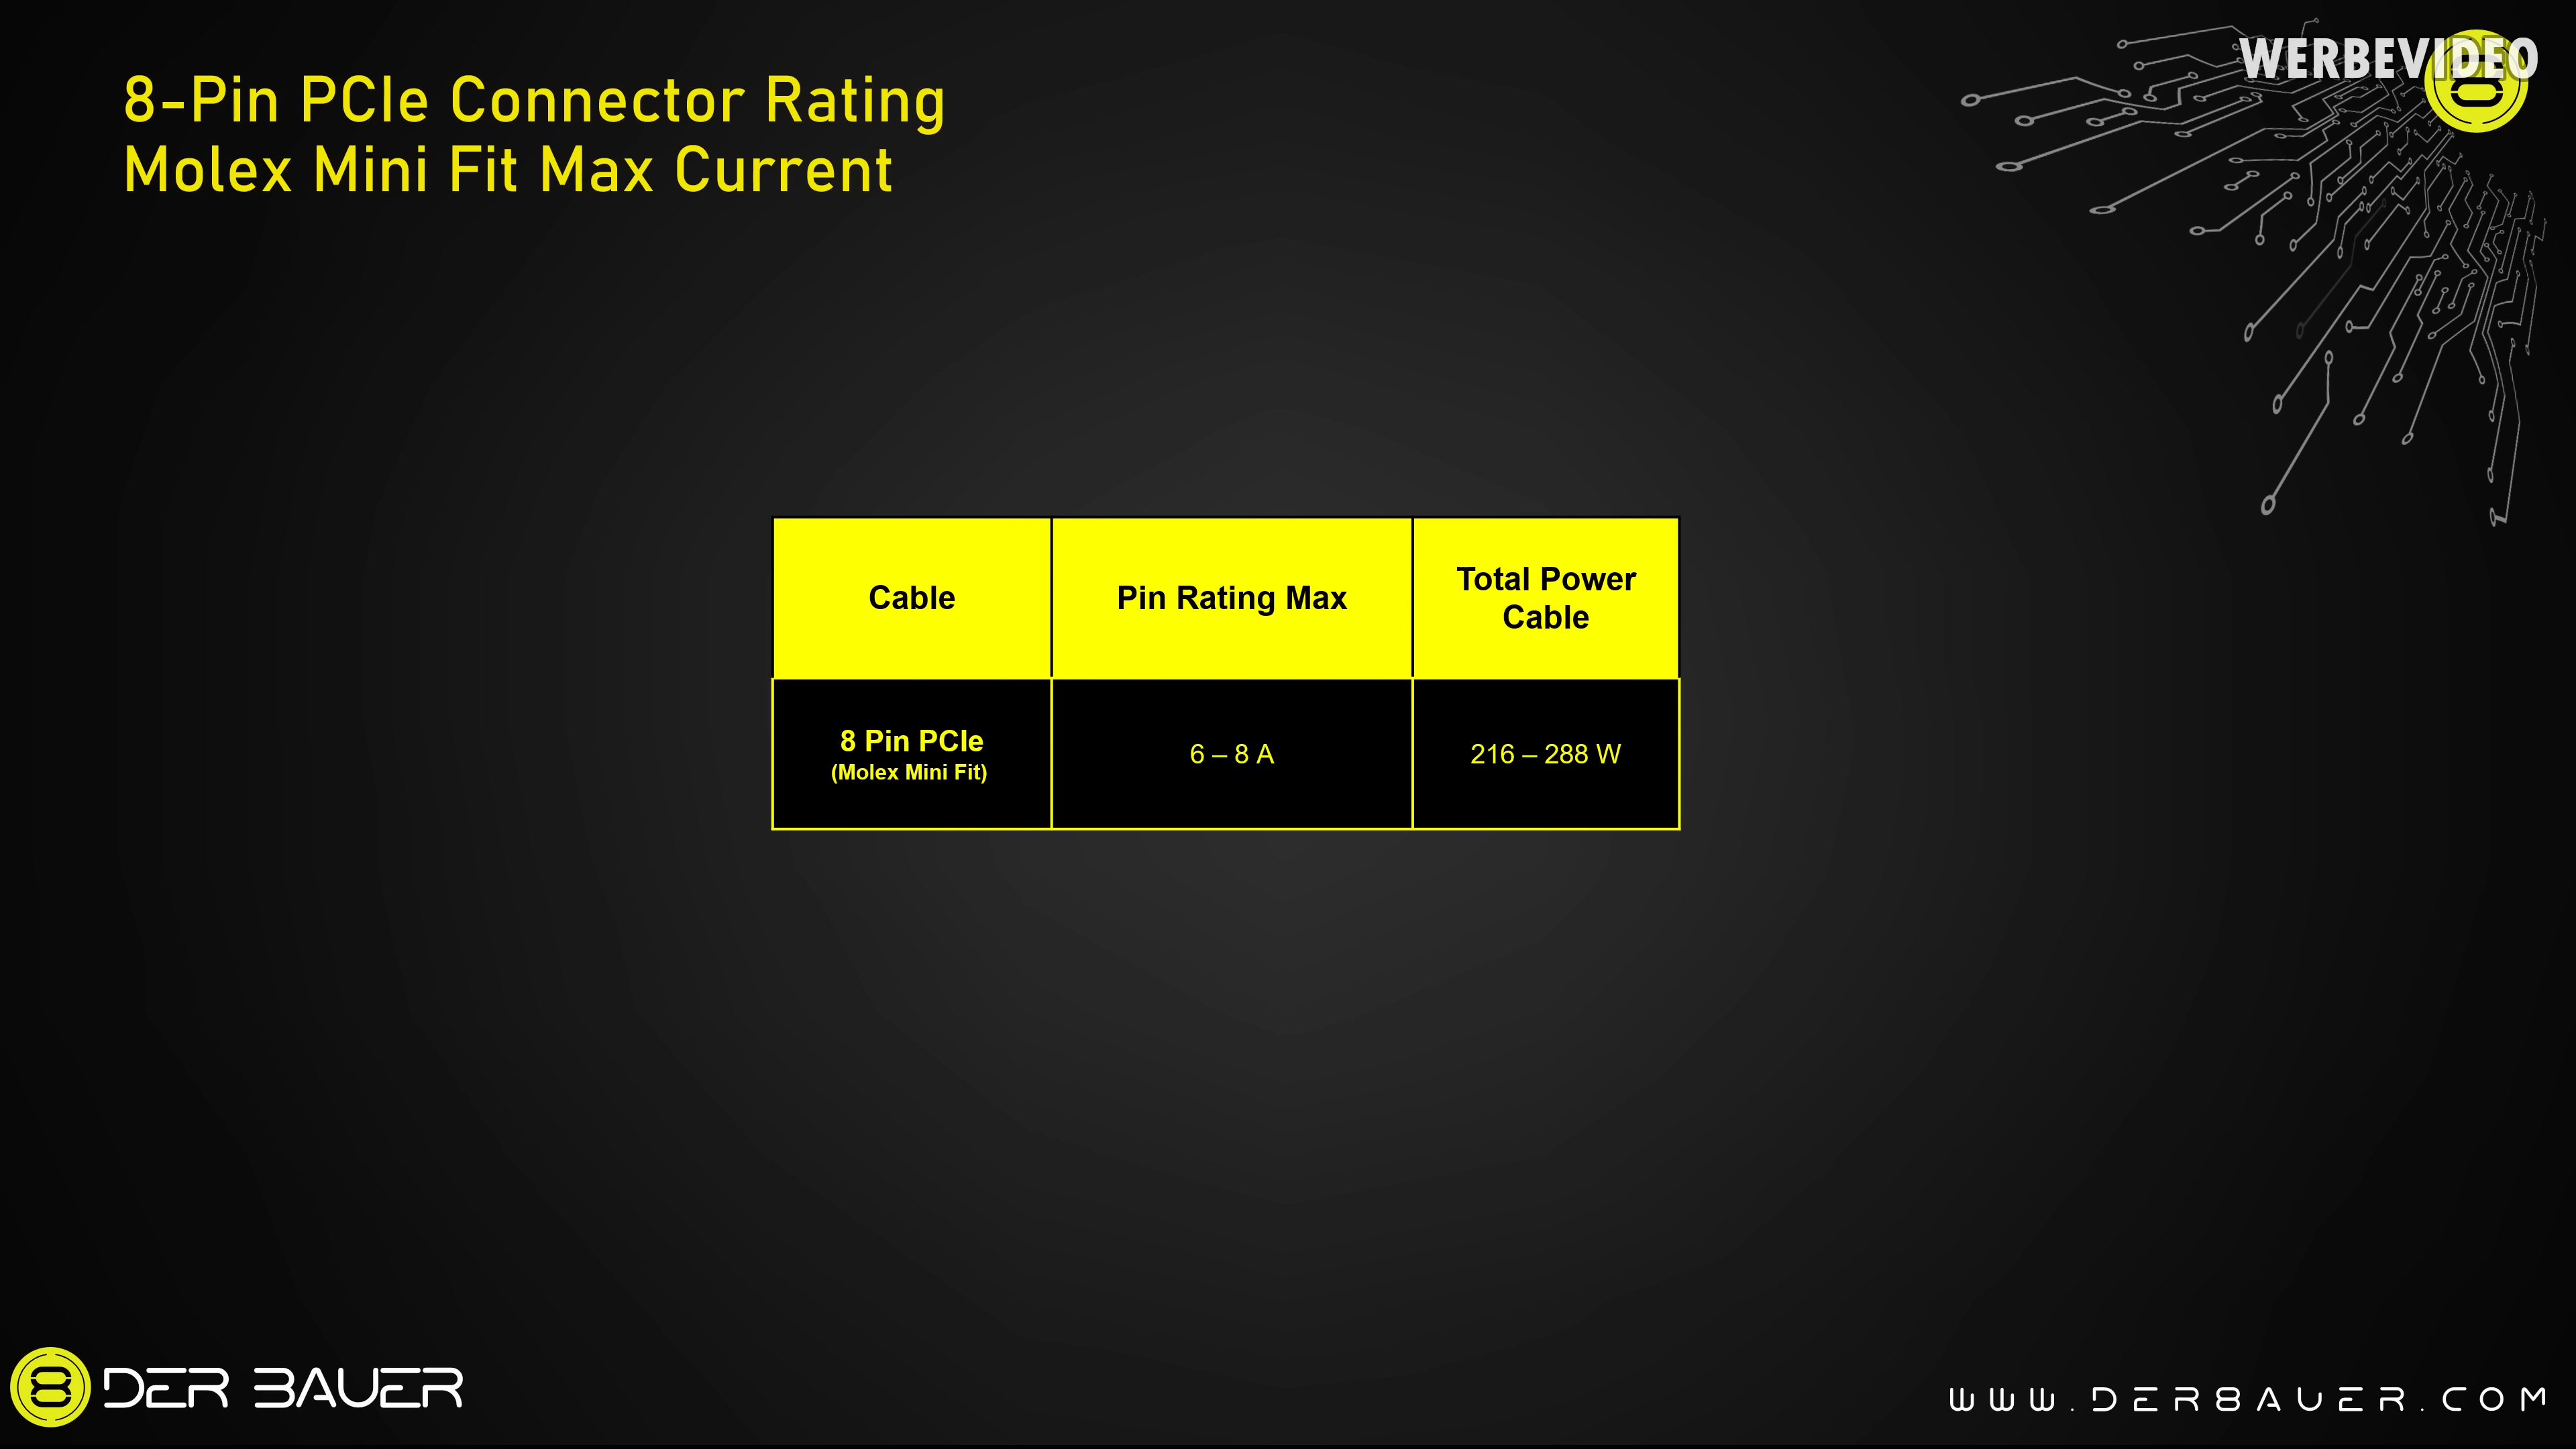 WERBEVIDEO
8-Pin PCIe Connector Rating
Molex Mini Fit Max Current
Cable
Pin Rating Max
Total Power
Cable
8 Pin PCIe
(Molex Mini Fit)
6 – 8 A
216 – 288 W
DER 8AUER
WWW.DER8AUER.COM